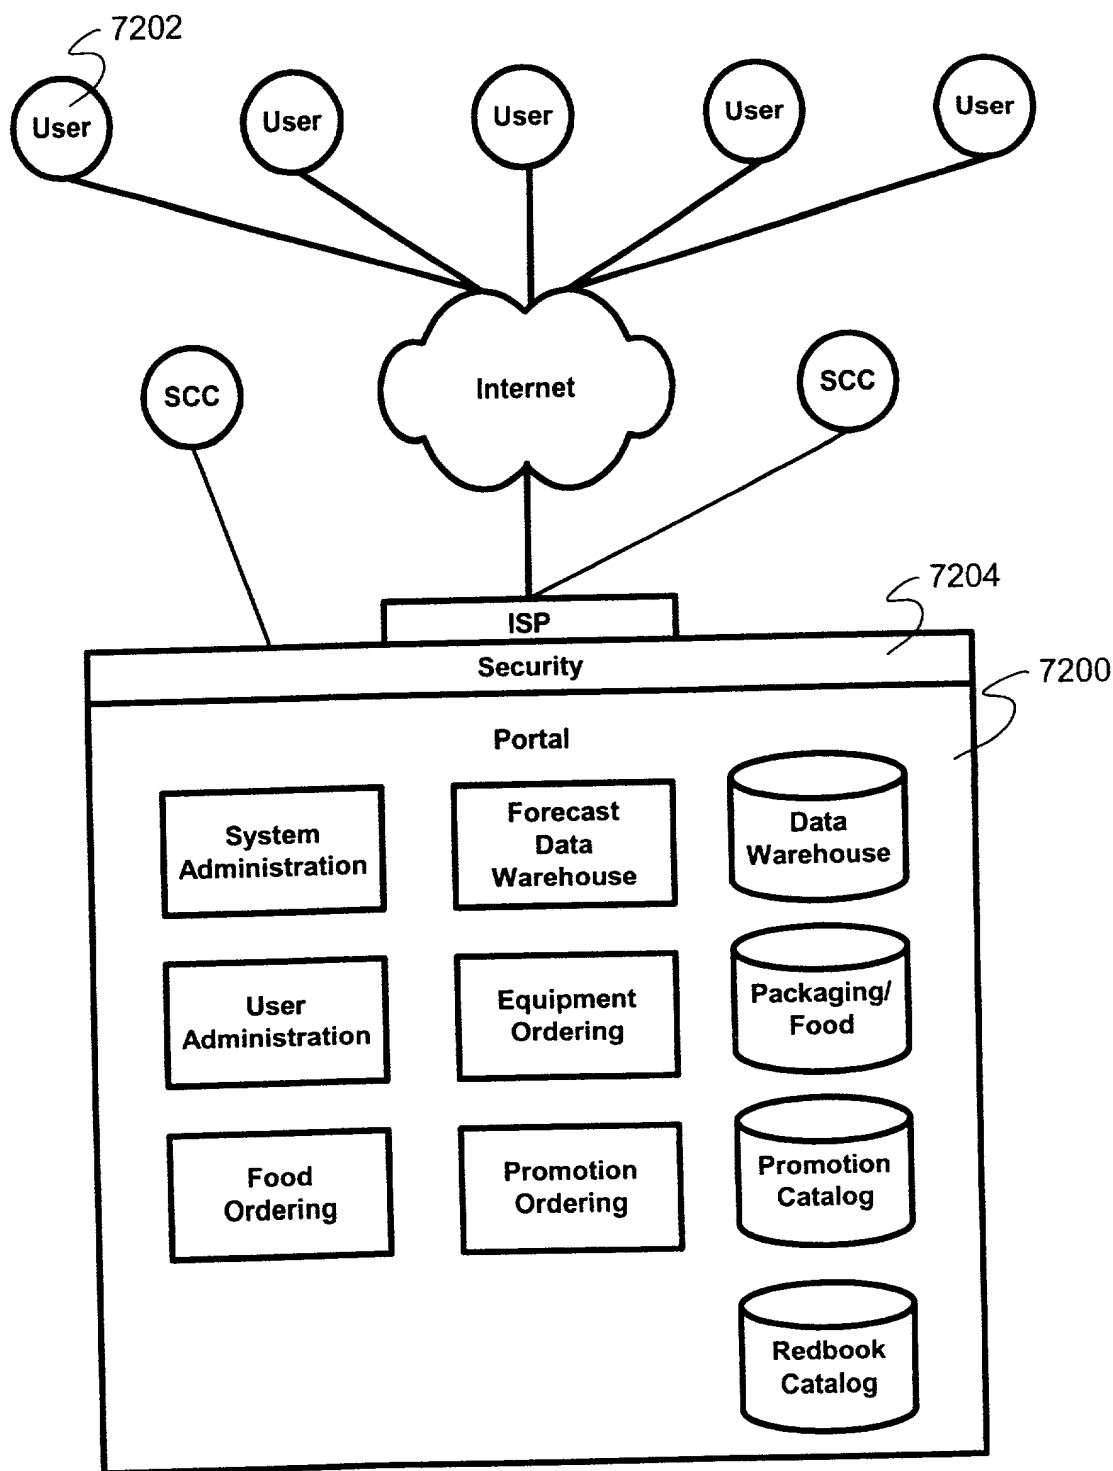 7202
User
User
User
User
User
SCC
Internet
SCC
7204
ISP
Security
7200
Portal
System
Administration
Forecast
Data
Warehouse
Data
Warehouse
User
Administration
Equipment
Ordering
Packaging/
Food
Food
Ordering
Promotion
Ordering
Promotion
Catalog
Redbook
Catalog